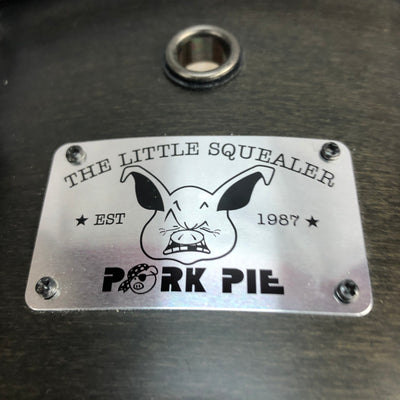 THE LITTLE SQUEALER
★ EST 1987 ★
PORK PIE